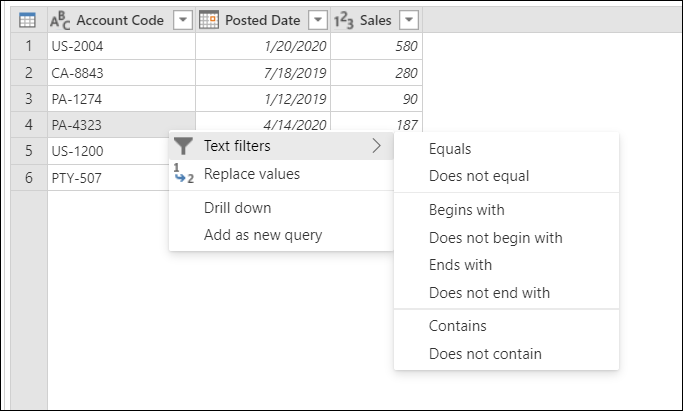 ABC Account Code Posted Date 123 Sales
1 US-2004 1/20/2020 580
2 CA-8843 7/18/2019 280
3 PA-1274 1/12/2019 90
4 PA-4323 4/14/2020 187
5 US-1200
6 PTY-507
Text filters
1 2 Replace values
Drill down
Add as new query
Equals
Does not equal
Begins with
Does not begin with
Ends with
Does not end with
Contains
Does not contain